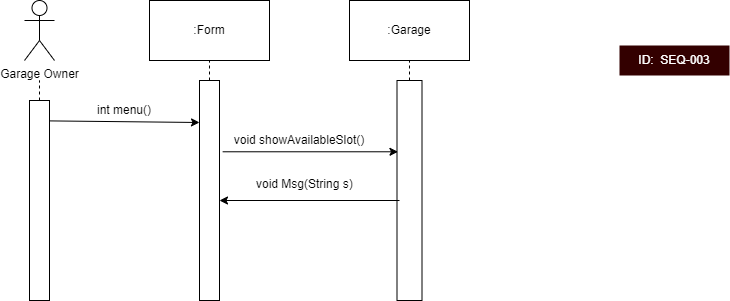 :Form
:Garage
ID: SEQ-003
Garage Owner
int menu()
void showAvailableSlot()
void Msg(String s)